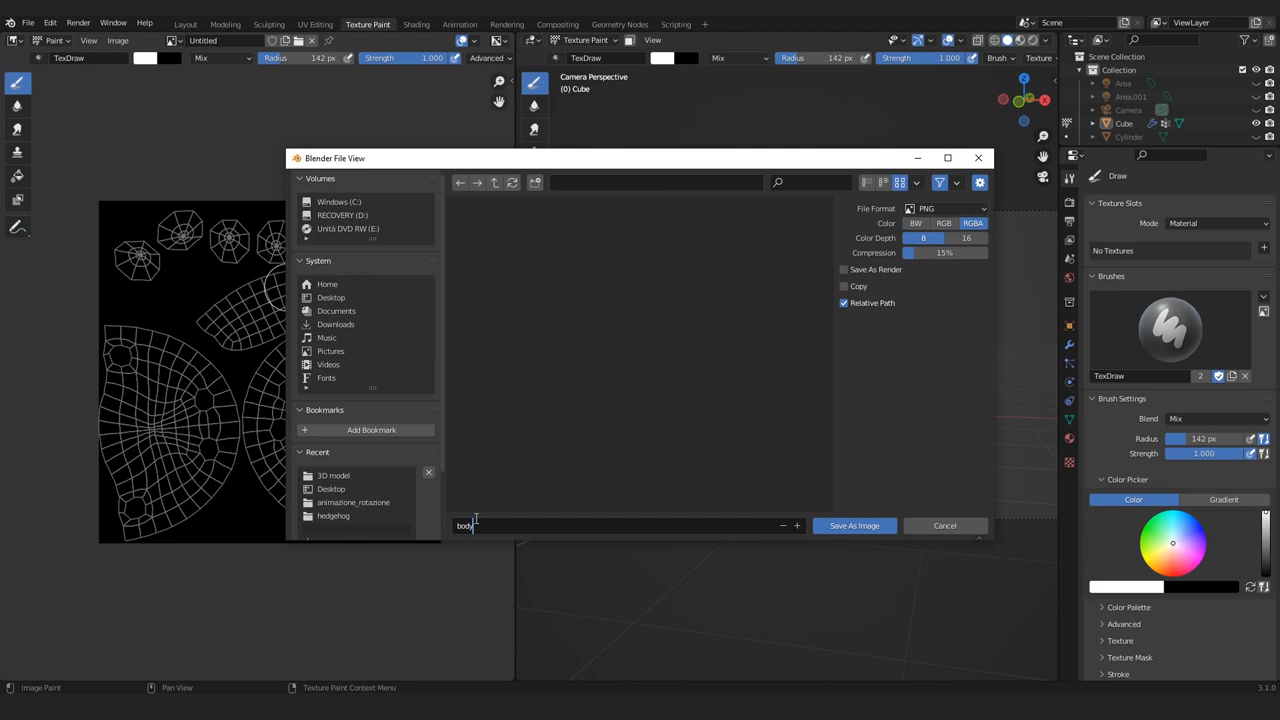 File Edit Render Window Help Layout Modeling Sculpting UV Editing Texture Paint Shading Animation Rendering Compositing Geometry Nodes Scripting + Scene ViewLayer
Paint View Image Untitled Texture Paint View
TexDraw Mix Radius 142 px Strength 1.000 Advanced TexDraw Mix Radius 142 px Strength 1.000 Brush Texture
Scene Collection
Collection
Area
Area.001
Camera
Cube
Cylinder
Camera Perspective
(0) Cube
X
Z
Blender File View
Volumes
Windows (C:)
RECOVERY (D:)
Unità DVD RW (E:)
System
Home
Desktop
Documents
Downloads
Music
Pictures
Videos
Fonts
Bookmarks
+ Add Bookmark
Recent
3D model
Desktop
animazione_rotazione
hedgehog
File Format PNG
Color BW RGB RGBA
Color Depth 8 16
Compression 15%
Save As Render
Copy
Relative Path
body
Save As Image Cancel
Draw
Texture Slots
Mode Material
No Textures
Brushes
TexDraw 2
Brush Settings
Blend Mix
Radius 142 px
Strength 1.000
Color Picker
Color Gradient
Color Palette
Advanced
Texture
Texture Mask
Stroke
Image Paint Pan View Texture Paint Context Menu 3.1.0